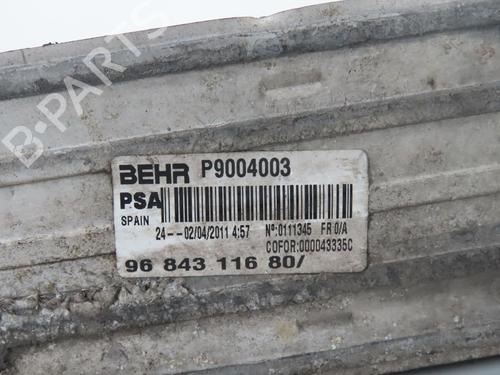 B-PARTS
BEHR P9004003
PSA
SPAIN
24--02/04/2011 4:57 Nº:0111345 FR 0/A
COFOR:000043335C
96 843 116 80/